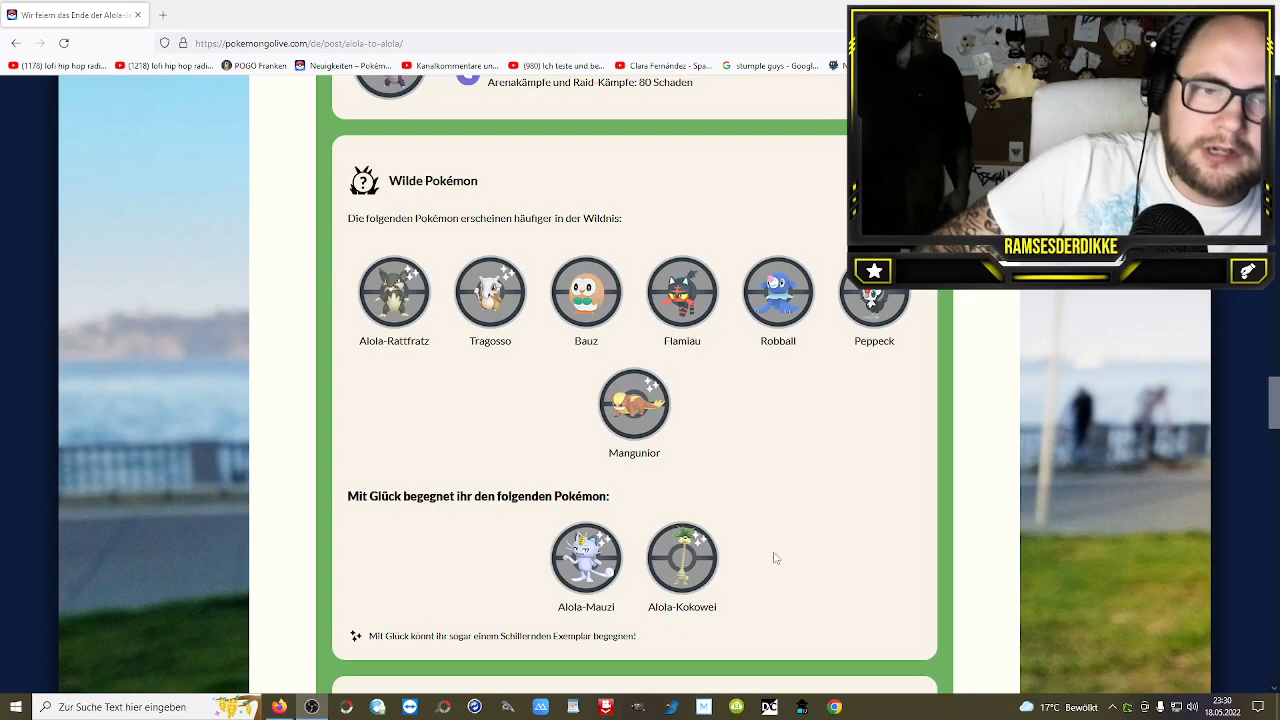 Wir feiern das Ende der Alola-
https://pokemongolive.com/de/post/alola-to-alola/
(1178) lofi hip hop radi... (1238) lofi hip hop radi... POGO Franken Neuigkeiten – Pokém... Kanalkommentare un... (980) Ich teste und be... Clara Fernández - Spa... stumple guys - Googl...
Arenakämpfe und Raid-Kämpfe: 80 Schaden
Wilde Pokémon
Die folgenden Pokémon erscheinen häufiger in der Wildnis:
RAMSESDERDIKKE
Alola-Rattfratz Tragosso Bauz Flamiau Robball Peppeck
Mangunior
Mit Glück begegnet ihr den folgenden Pokémon:
Alola-Mauzi Alola-Kokowei
Mit Glück könnt ihr sogar einem Schillernden Exemplar begegnen!
Zur Suche Text hier eingeben
17°C
23:30
18.05.2022